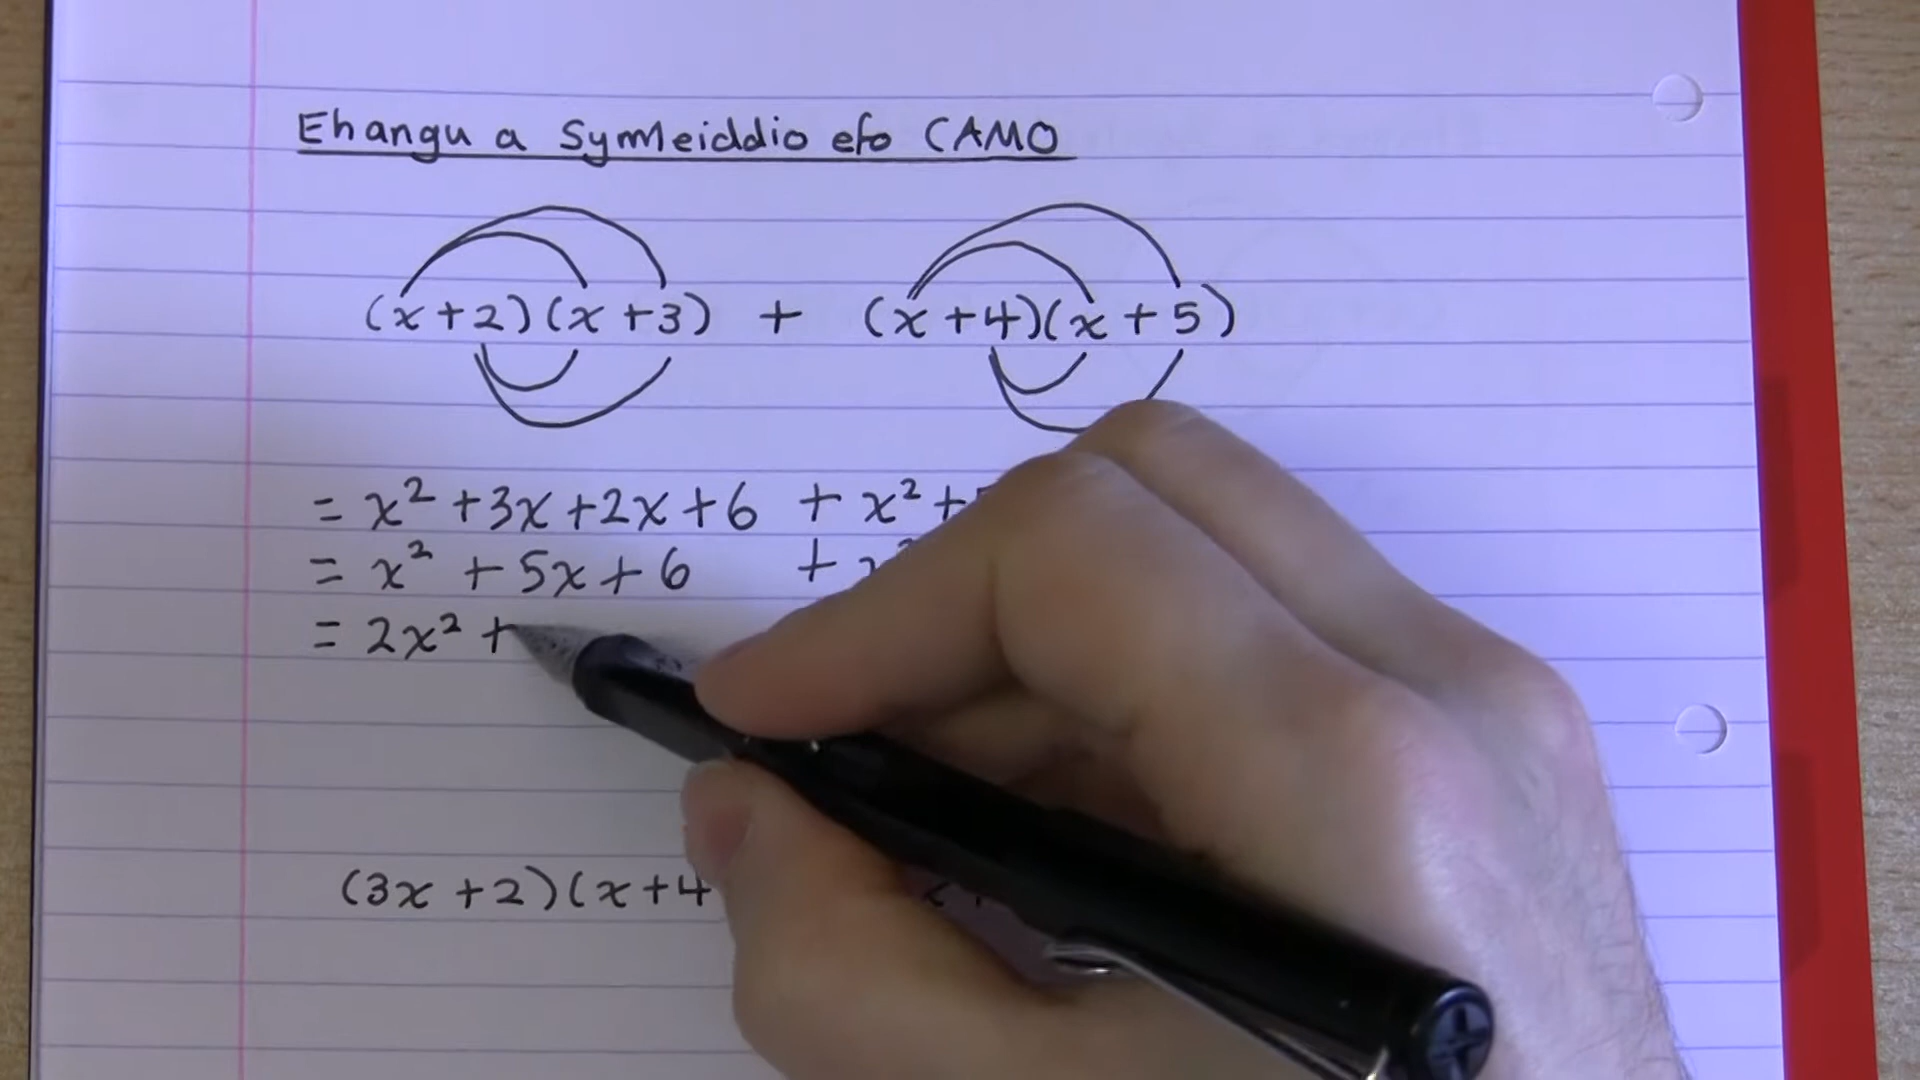 Ehangu a Symleiddio efo CAMO
(x+2)(x+3) + (x+4)(x+5)
= x² +3x+2x+6 + x² +
= x² + 5x + 6 +
= 2x² +
(3x +2)(x+4